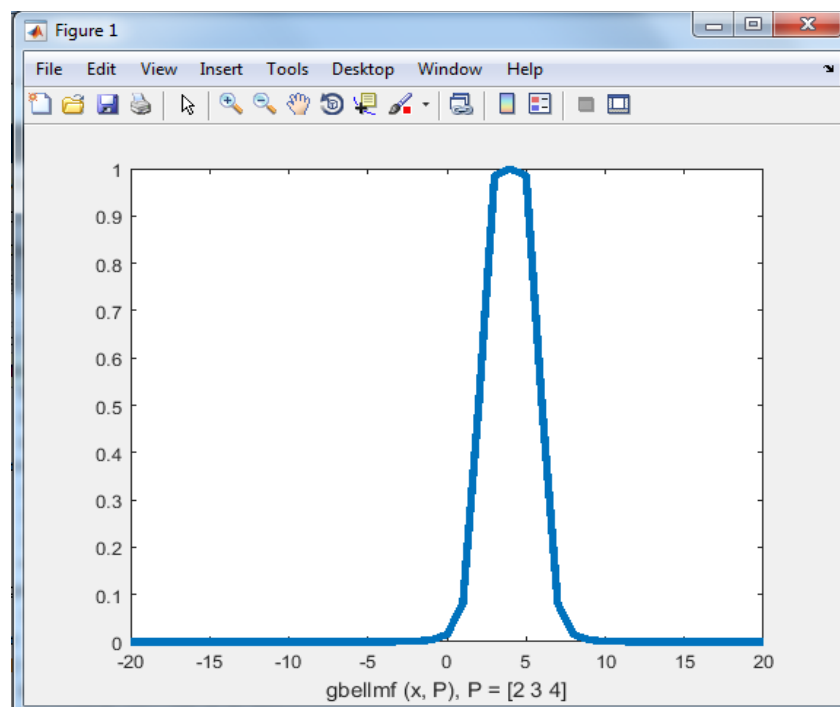 Figure 1
File Edit View Insert Tools Desktop Window Help
1
0.9
0.8
0.7
0.6
0.5
0.4
0.3
0.2
0.1
0
-20 -15 -10 -5 0 5 10 15 20
gbellmf (x, P), P = [2 3 4]